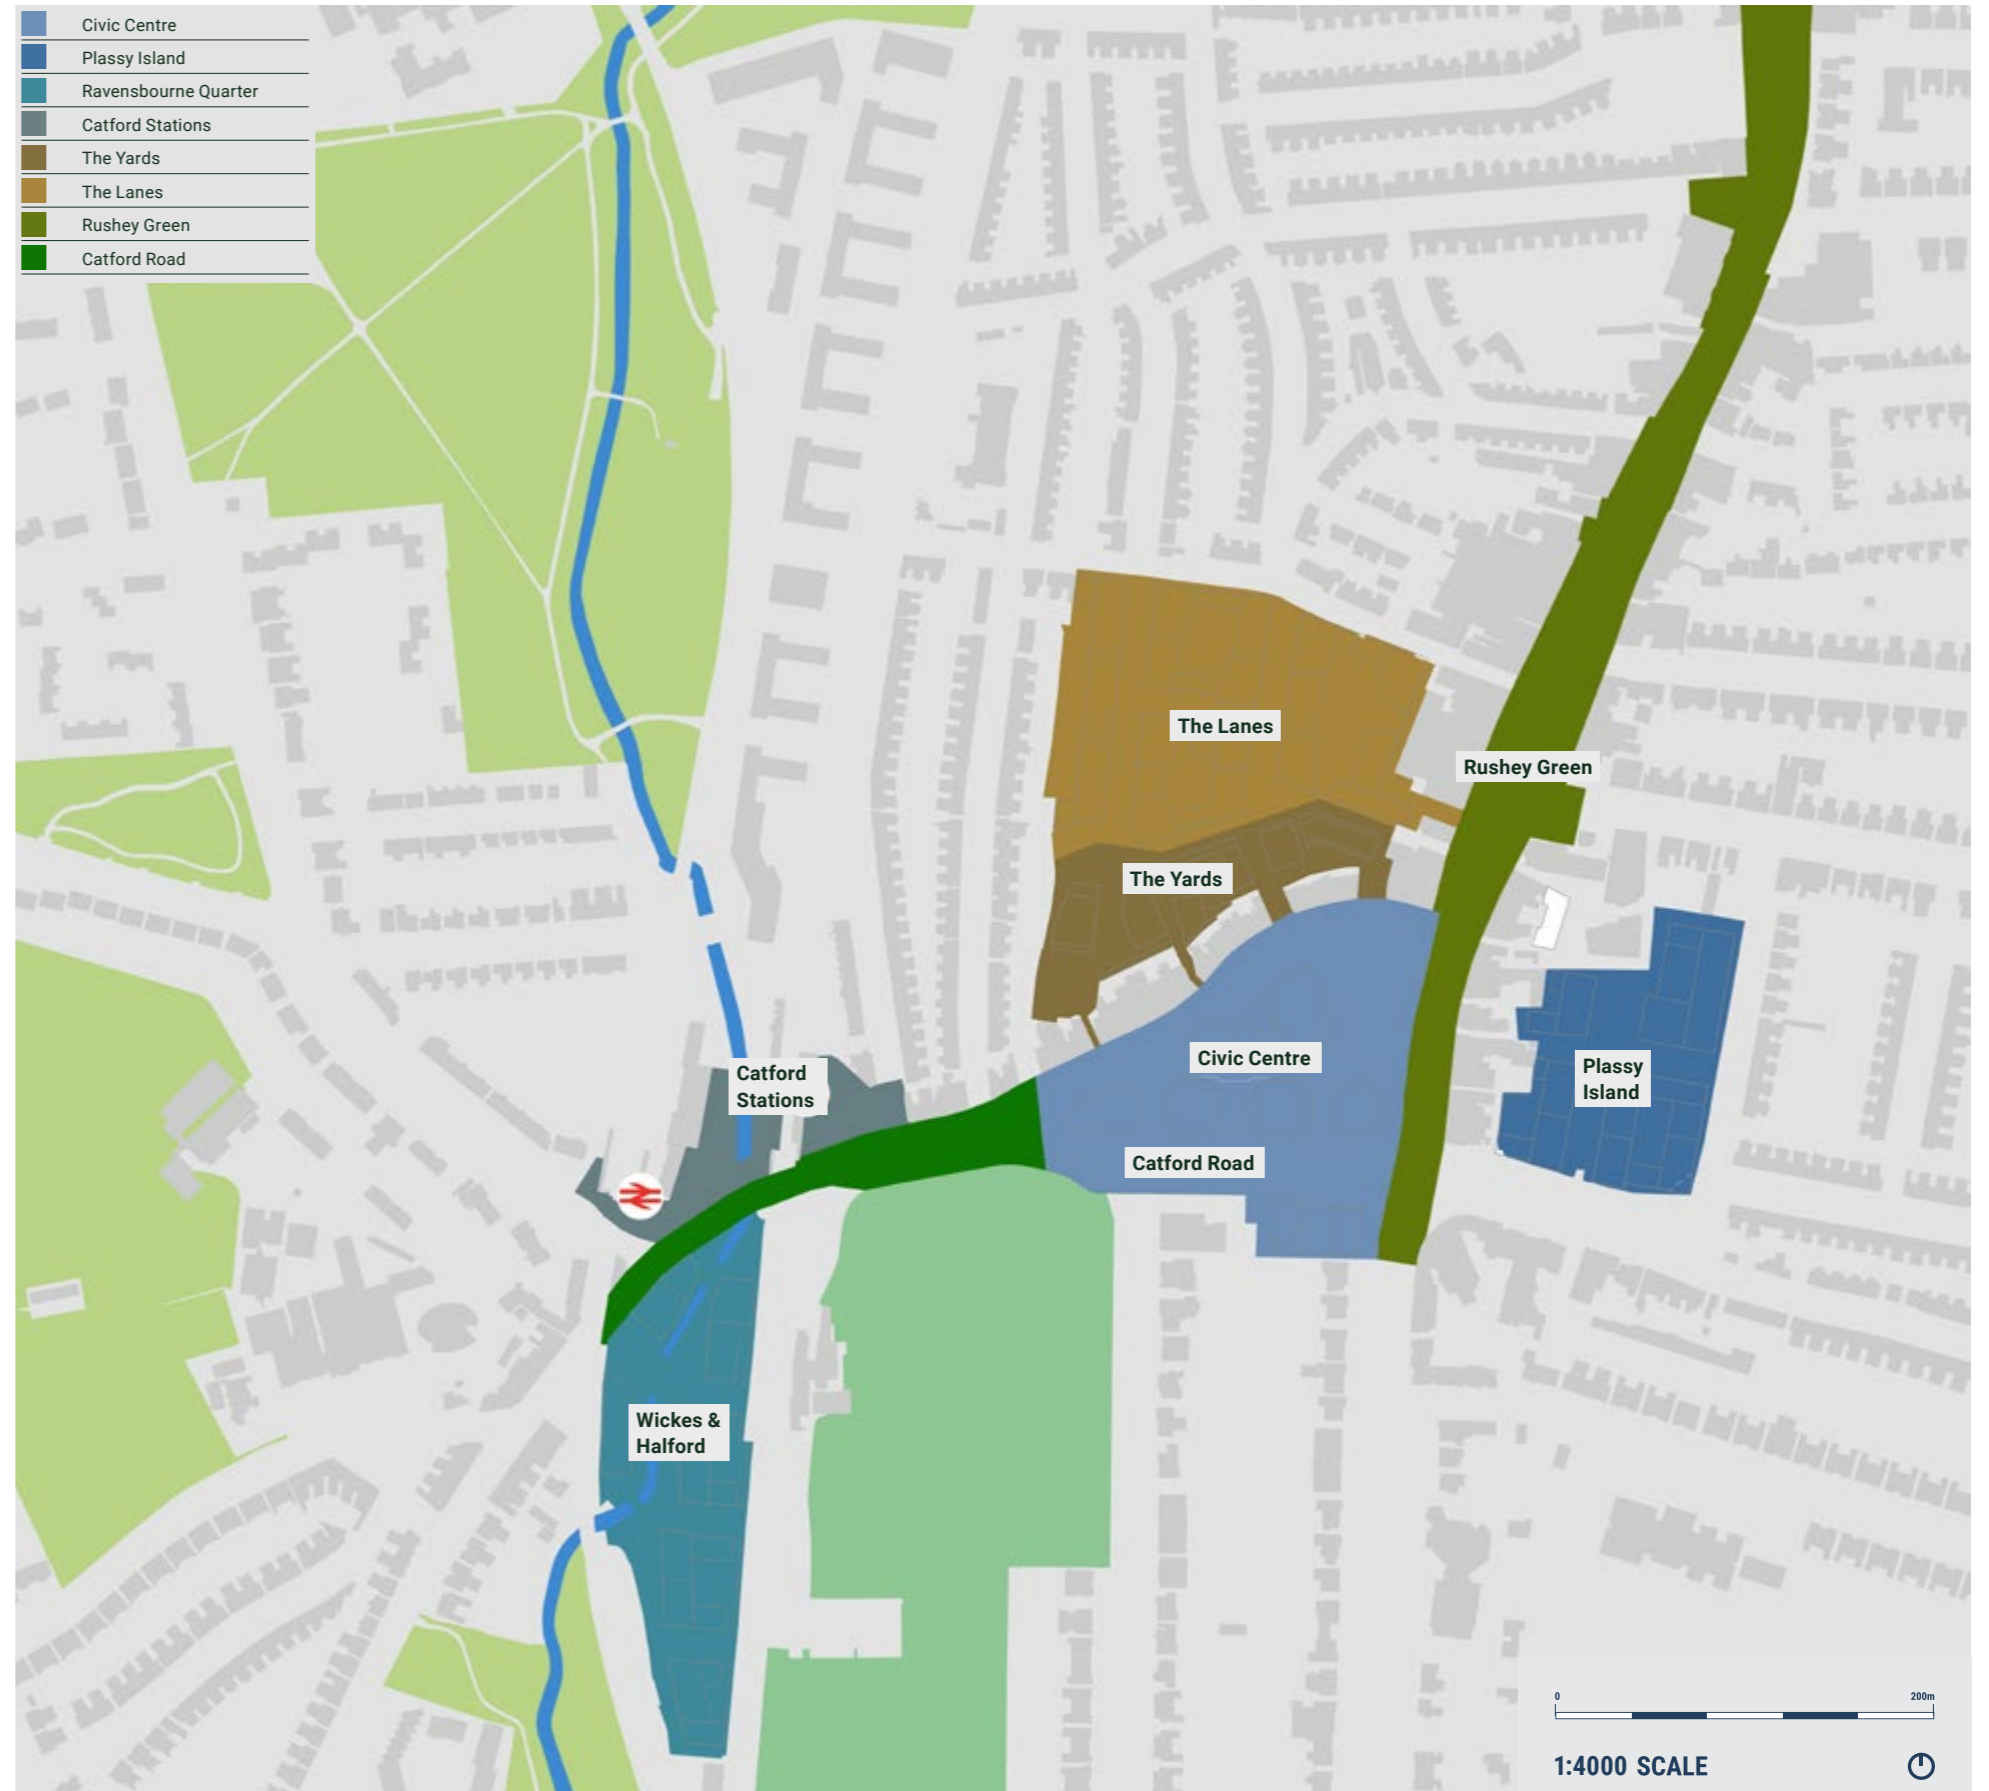 Civic Centre
Plassy Island
Ravensbourne Quarter
Catford Stations
The Yards
The Lanes
Rushey Green
Catford Road
The Lanes
Rushey Green
The Yards
Civic Centre
Catford
Stations
Plassy
Island
Catford Road
Wickes &
Halford
0 200m
1:4000 SCALE